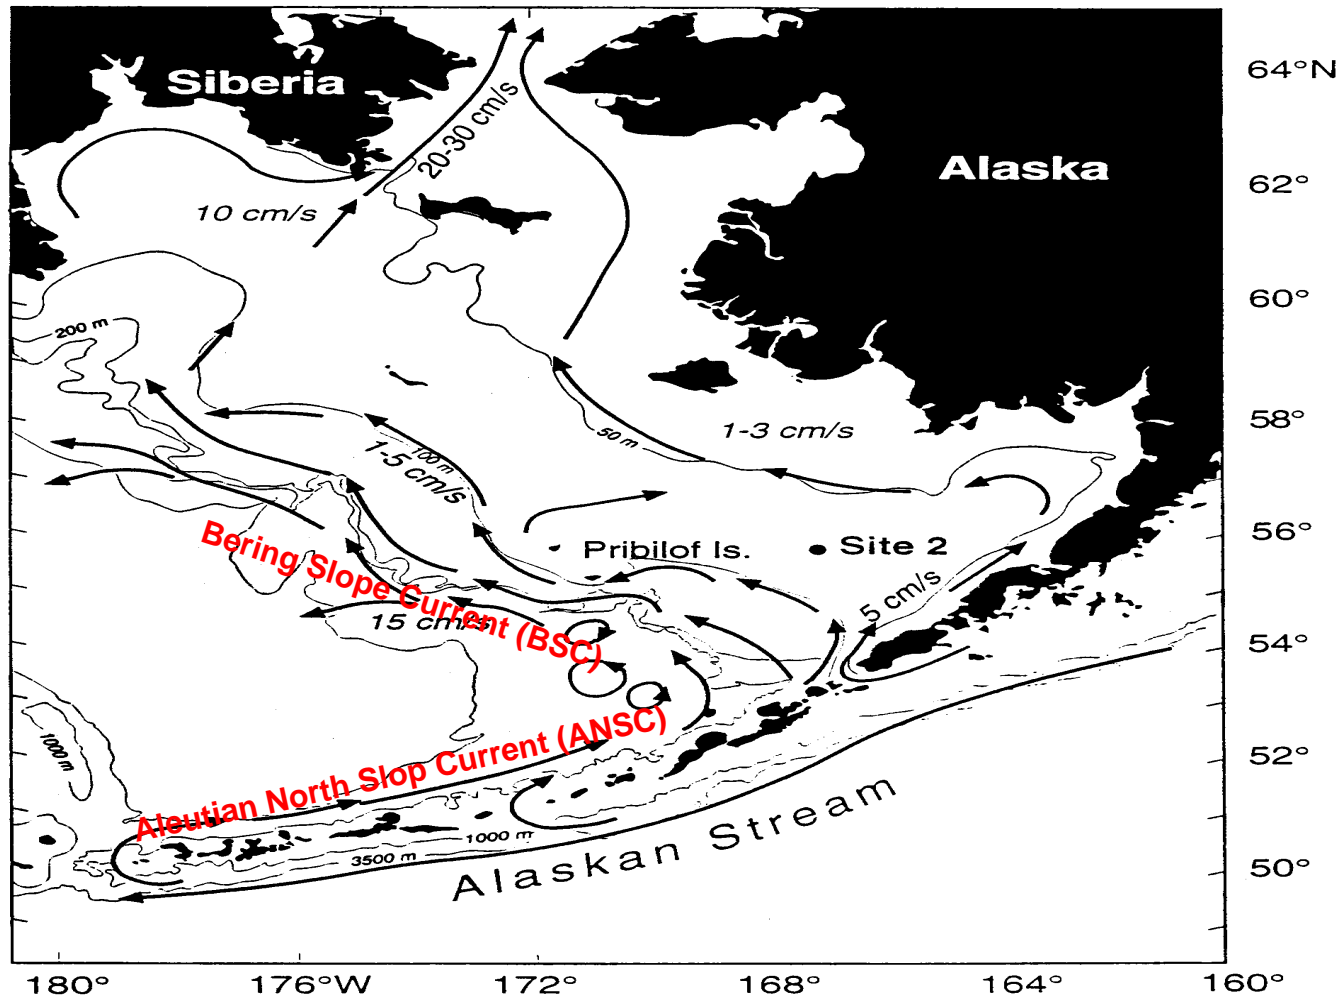 Siberia
64°N
20-30 cm/s
Alaska
62°
10 cm/s
60°
200 m
58°
50 m
1-3 cm/s
100 m
1-5 cm/s
56°
Bering Slope Current (BSC)
Pribilof Is.
Site 2
5 cm/s
15 cm/s
54°
Aleutian North Slop Current (ANSC)
1000 m
52°
1000 m
3500 m
Alaskan Stream
50°
180°
176°W
172°
168°
164°
160°